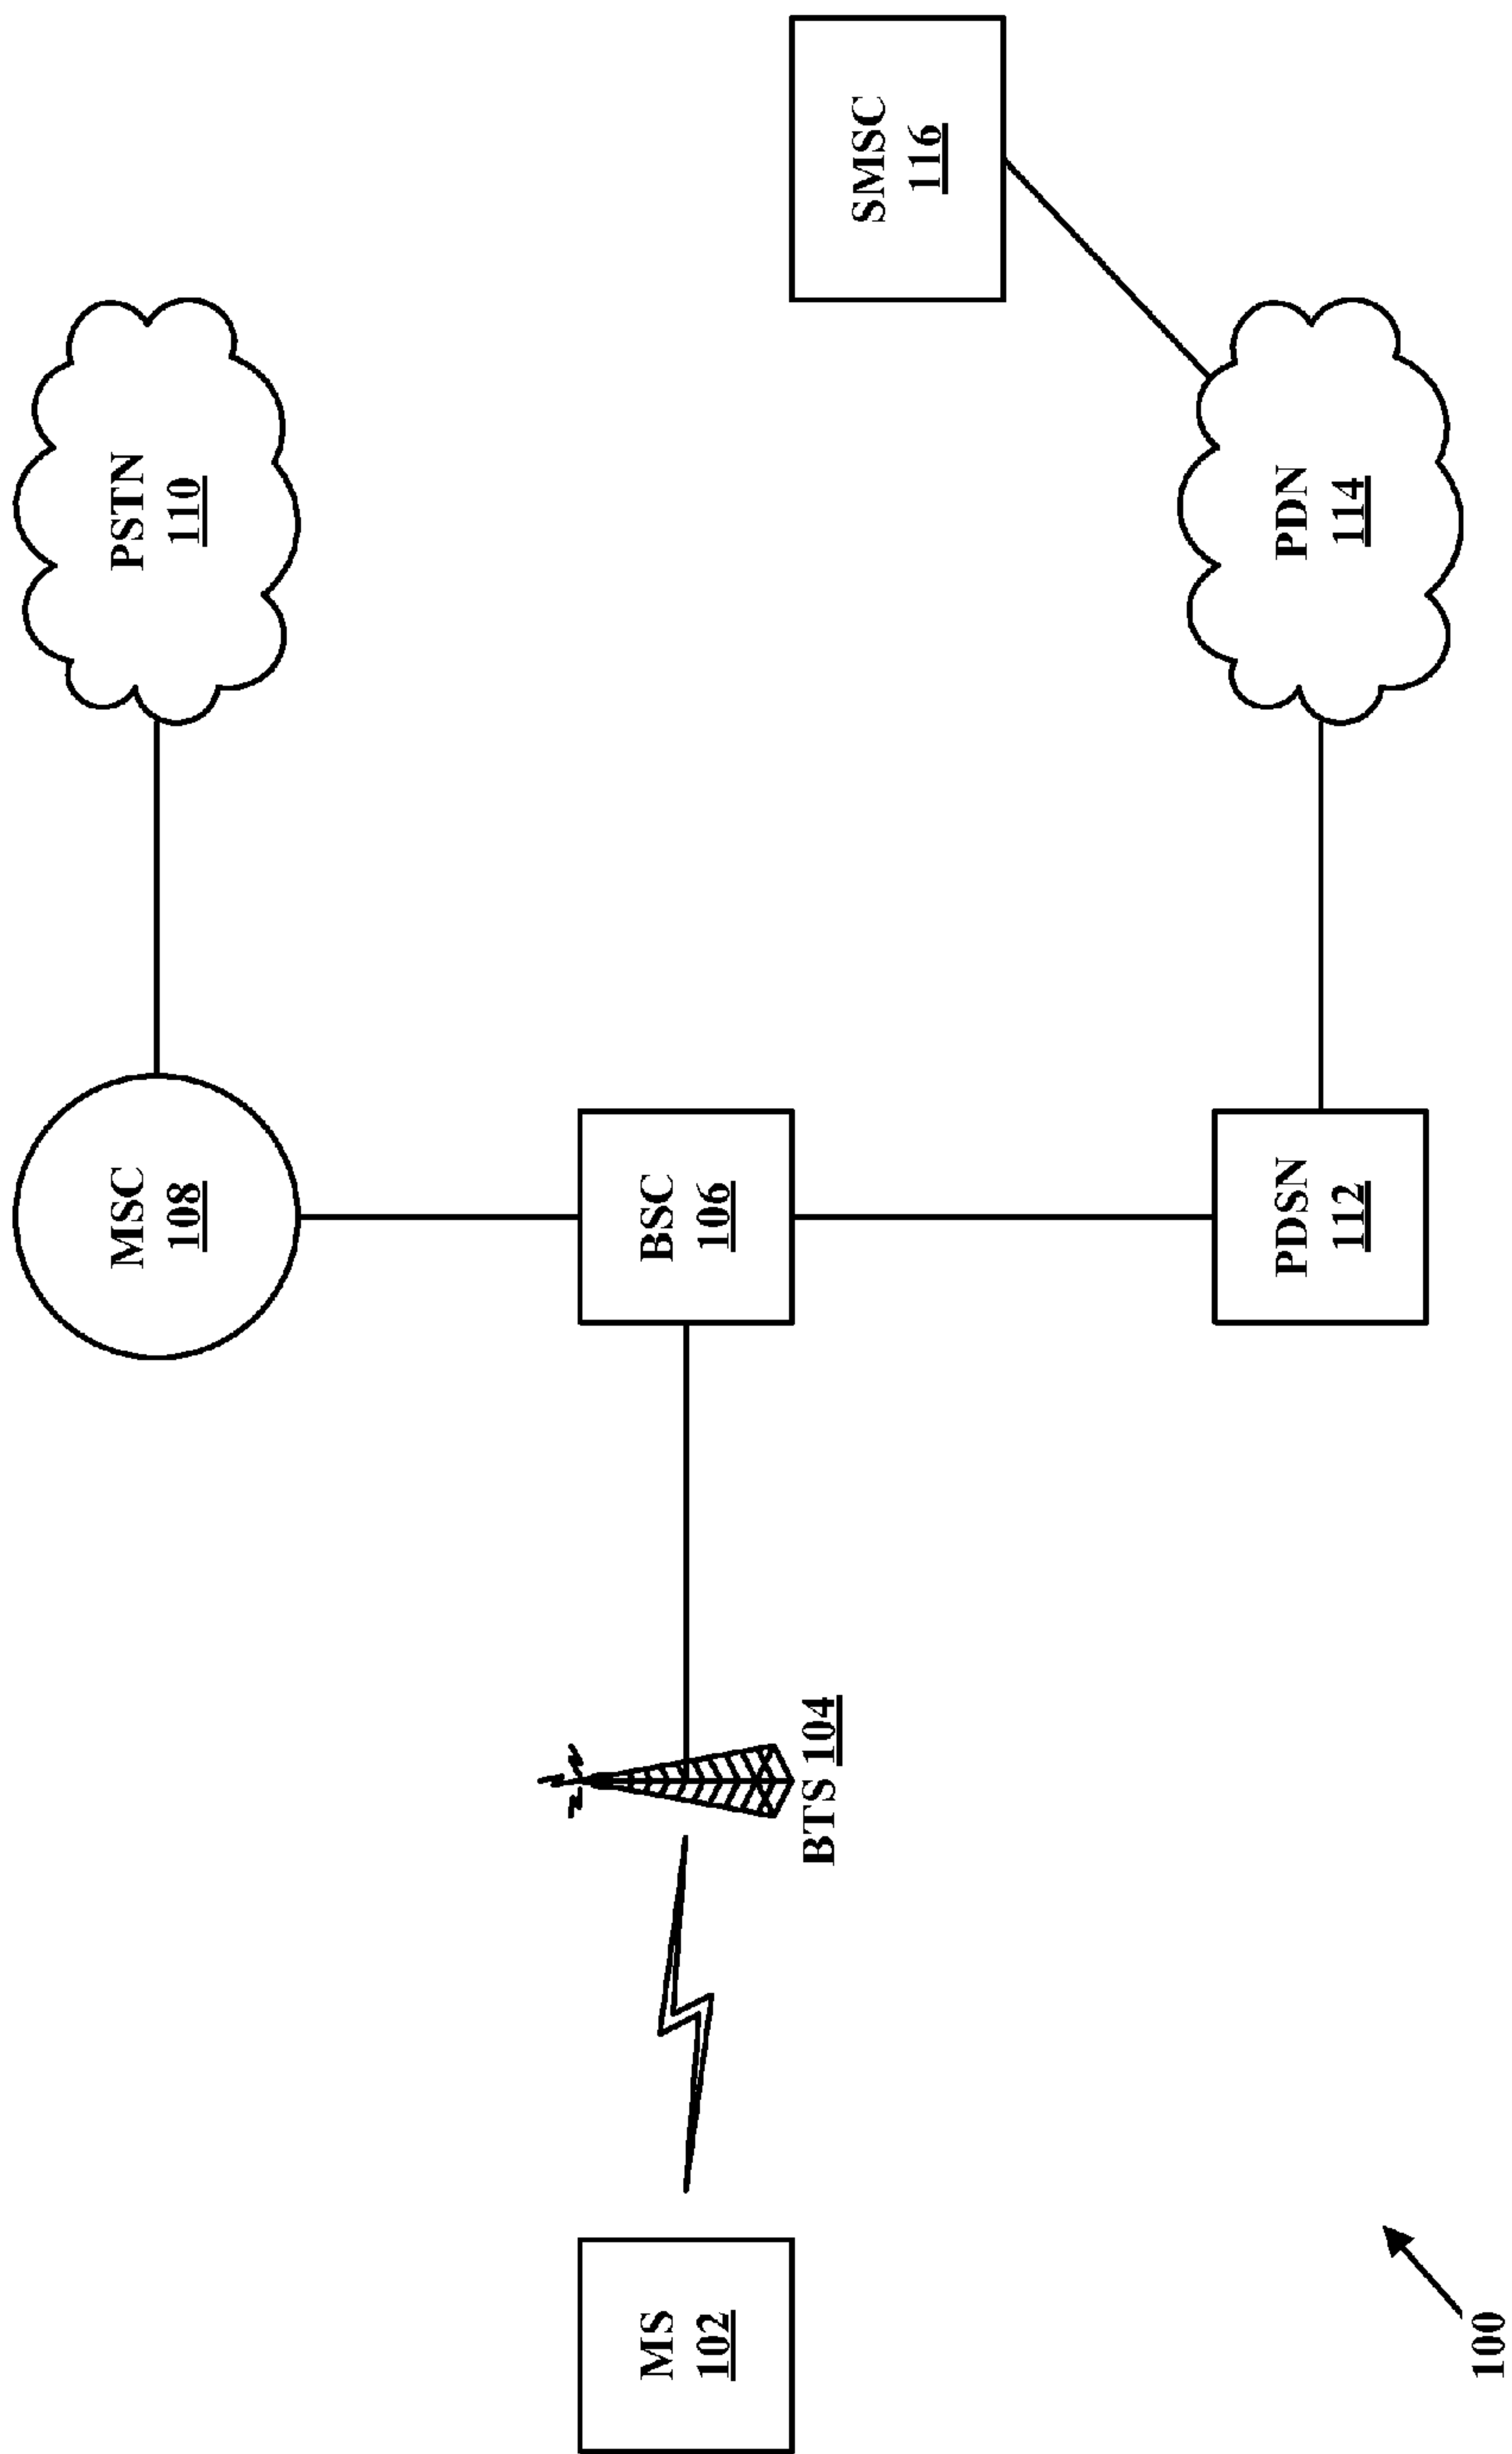 MSC
108
PSTN
110
SMSC
116
MS
102
BTS 104
BSC
106
PDSN
112
PDN
114
100